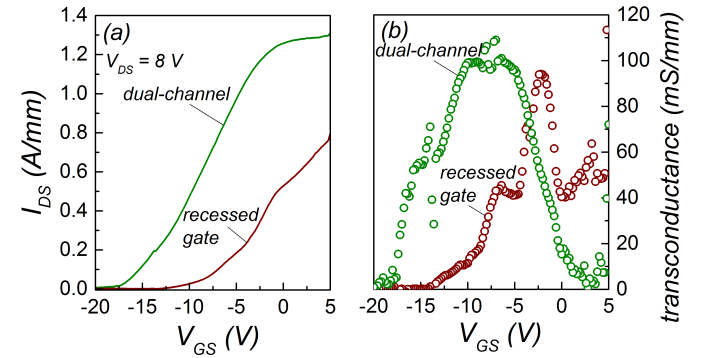 (a)
V_DS = 8 V
dual-channel
recessed
gate
1.4
1.2
1.0
0.8
0.6
0.4
0.2
0.0
I_DS (A/mm)
-20 -15 -10 -5 0 5
V_GS (V)
(b)
dual-channel
recessed
gate
120
100
80
60
40
20
0
transconductance (mS/mm)
-20 -15 -10 -5 0 5
V_GS (V)